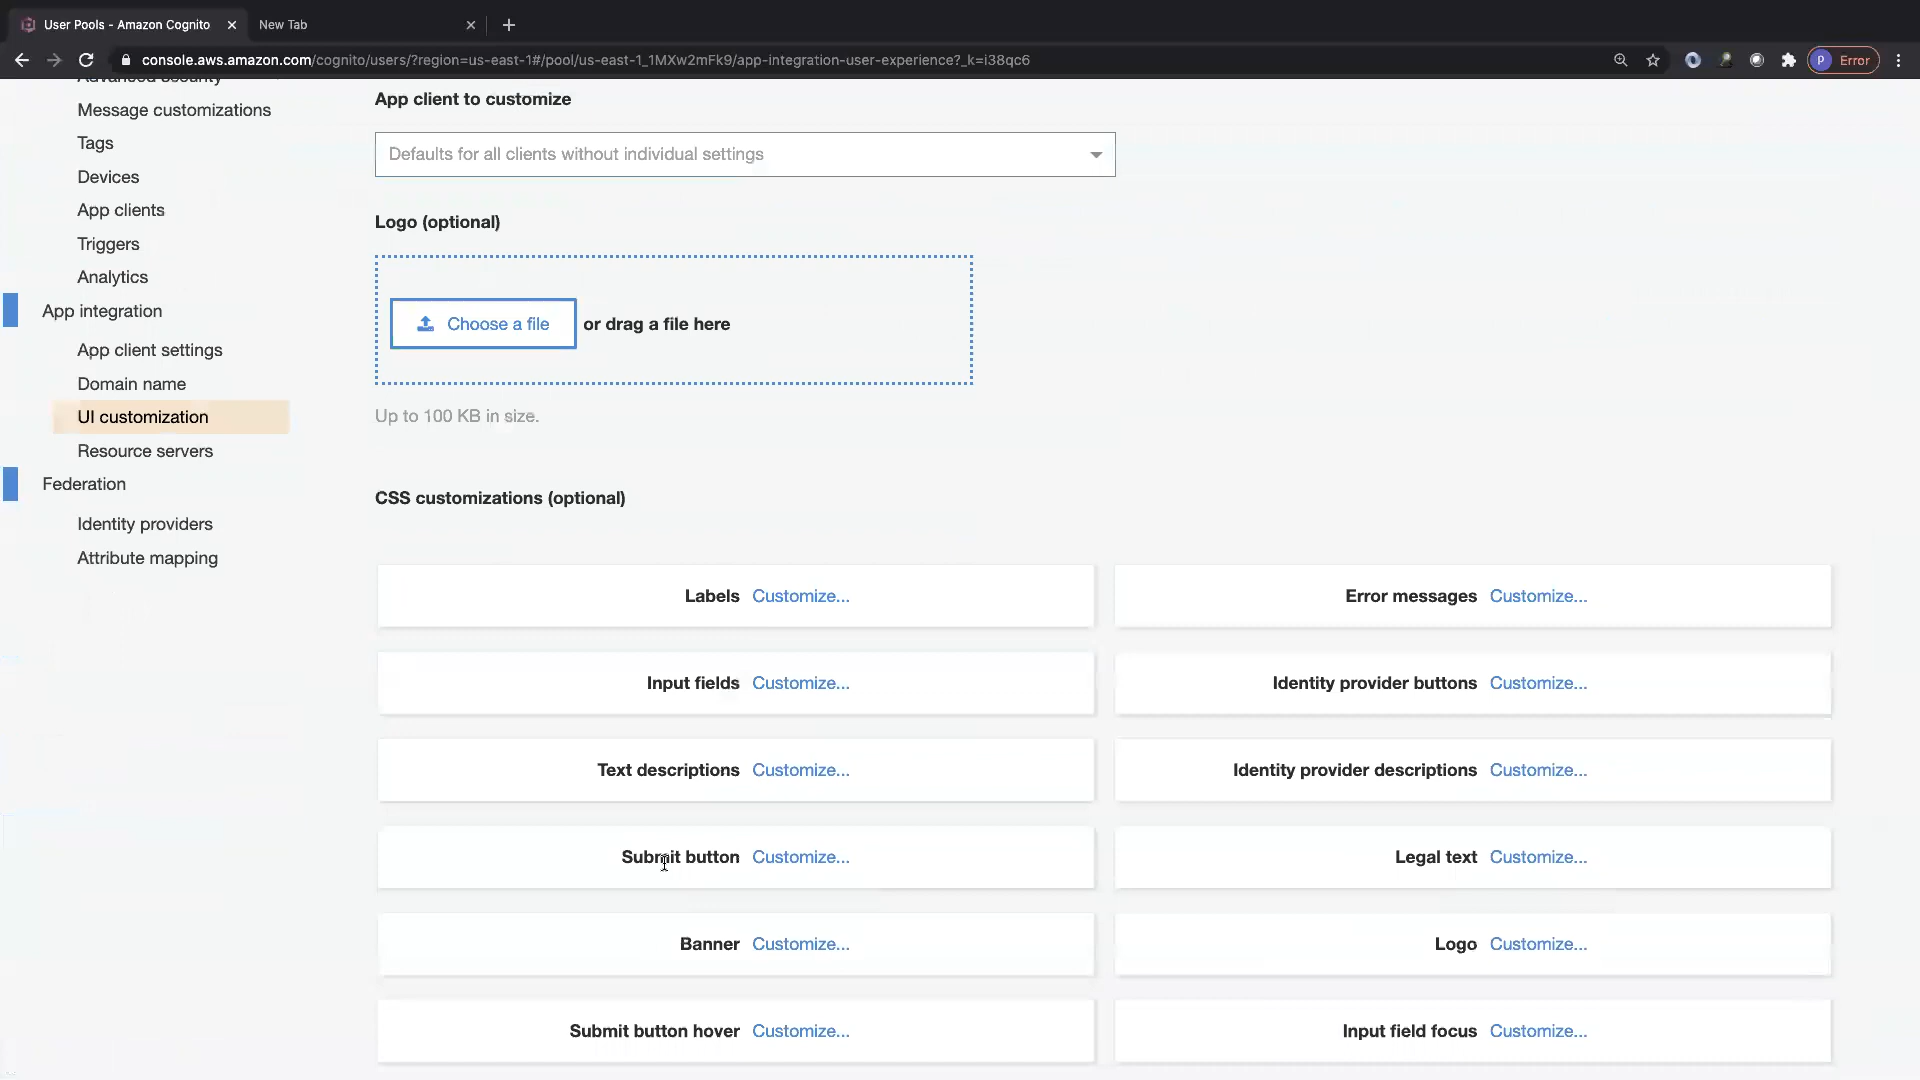 User Pools - Amazon Cognito
New Tab
console.aws.amazon.com/cognito/users/?region=us-east-1#/pool/us-east-1_1MXw2mFk9/app-integration-user-experience?_k=i38qc6
P Error
Advanced security
Message customizations
Tags
Devices
App clients
Triggers
Analytics
App integration
App client settings
Domain name
UI customization
Resource servers
Federation
Identity providers
Attribute mapping
App client to customize
Defaults for all clients without individual settings
Logo (optional)
Choose a file or drag a file here
Up to 100 KB in size.
CSS customizations (optional)
Labels Customize...
Error messages Customize...
Input fields Customize...
Identity provider buttons Customize...
Text descriptions Customize...
Identity provider descriptions Customize...
Submit button Customize...
Legal text Customize...
Banner Customize...
Logo Customize...
Submit button hover Customize...
Input field focus Customize...